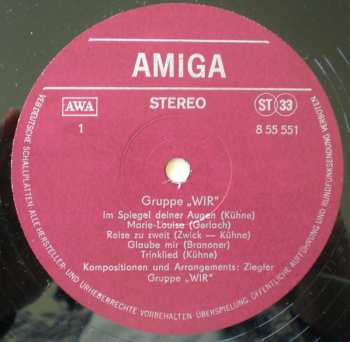 AMiGA
AWA
STEREO
ST 33
1
8 55 551
Gruppe „WIR"
Im Spiegel deiner Augen (Kühne)
Marie-Louise (Gerlach)
Reise zu zweit (Zwick — Kühne)
Glaube mir (Branoner)
Trinklied (Kühne)
Kompositionen und Arrangements: Ziegler
Gruppe „WIR"
VEB DEUTSCHE SCHALLPLATTEN · ALLE HERSTELLER- UND URHEBERRECHTE VORBEHALTEN · ÜBERSPIELUNG, ÖFFENTLICHE AUFFÜHRUNG UND RUNDFUNKSENDUNG VERBOTEN